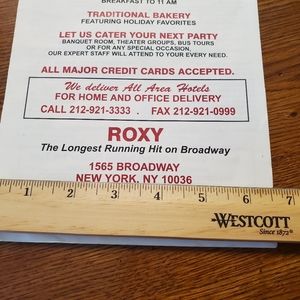 BREAKFAST TO 11 AM
TRADITIONAL BAKERY
FEATURING HOLIDAY FAVORITES
LET US CATER YOUR NEXT PARTY
BANQUET ROOM, THEATER GROUPS, BUS TOURS
OR FOR ANY SPECIAL OCCASION,
OUR EXPERT STAFF WILL ATTEND TO YOUR EVERY NEED.
ALL MAJOR CREDIT CARDS ACCEPTED.
We deliver All Area Hotels
FOR HOME AND OFFICE DELIVERY
CALL 212-921-3333 . FAX 212-921-0999
ROXY
The Longest Running Hit on Broadway
1565 BROADWAY
NEW YORK, NY 10036
1 2 3 4 5 6 7
WESTCOTT
Since 1872